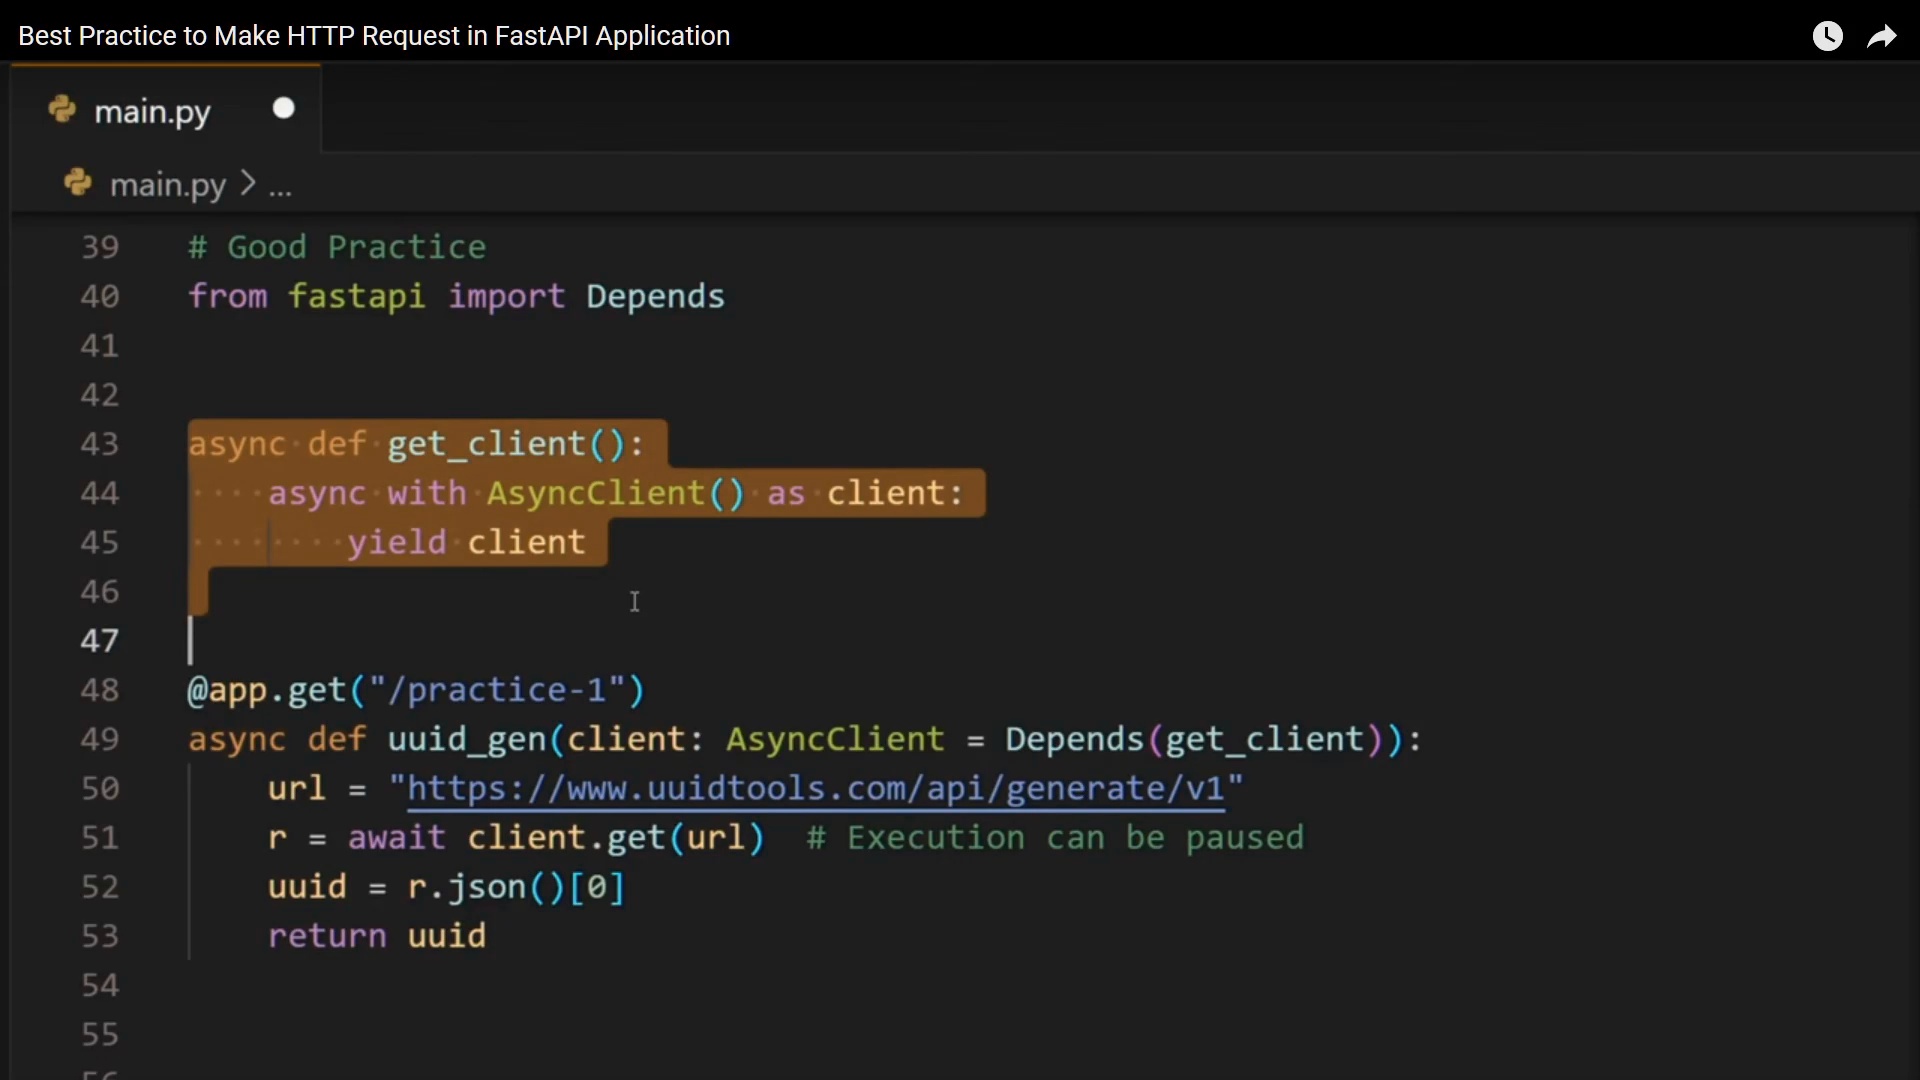 Best Practice to Make HTTP Request in FastAPI Application
main.py
main.py > ...
39 # Good Practice
40 from fastapi import Depends
41
42
43 async def get_client():
44 async with AsyncClient() as client:
45 yield client
46
47
48 @app.get("/practice-1")
49 async def uuid_gen(client: AsyncClient = Depends(get_client)):
50 url = "https://www.uuidtools.com/api/generate/v1"
51 r = await client.get(url)  # Execution can be paused
52 uuid = r.json()[0]
53 return uuid
54
55